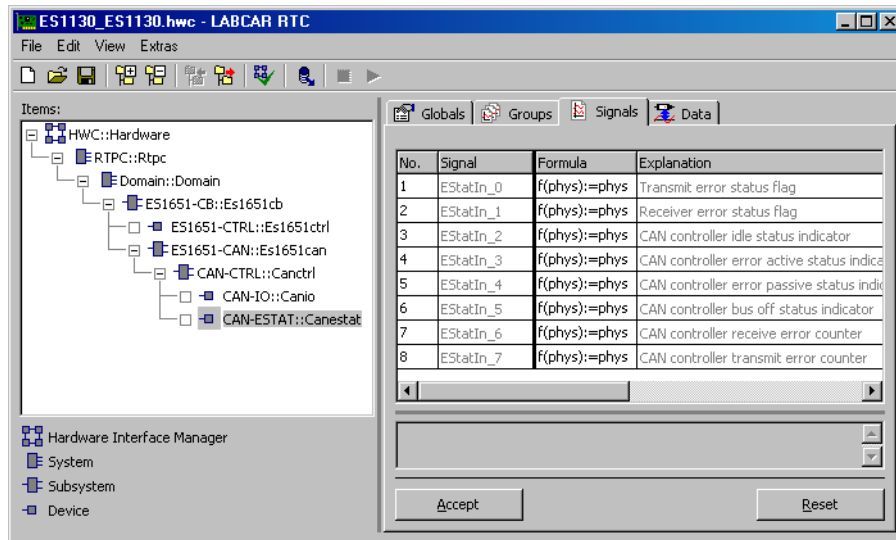 ES1130_ES1130.hwc - LABCAR RTC
File Edit View Extras
Items:
HWC::Hardware
RTPC::Rtpc
Domain::Domain
ES1651-CB::Es1651cb
ES1651-CTRL::Es1651ctrl
ES1651-CAN::Es1651can
CAN-CTRL::Canctrl
CAN-IO::Canio
CAN-ESTAT::Canestat
Hardware Interface Manager
System
Subsystem
Device
Globals Groups Signals Data
No. Signal Formula Explanation
1 EStatIn_0 f(phys):=phys Transmit error status flag
2 EStatIn_1 f(phys):=phys Receiver error status flag
3 EStatIn_2 f(phys):=phys CAN controller idle status indicator
4 EStatIn_3 f(phys):=phys CAN controller error active status indica
5 EStatIn_4 f(phys):=phys CAN controller error passive status indic
6 EStatIn_5 f(phys):=phys CAN controller bus off status indicator
7 EStatIn_6 f(phys):=phys CAN controller receive error counter
8 EStatIn_7 f(phys):=phys CAN controller transmit error counter
Accept Reset